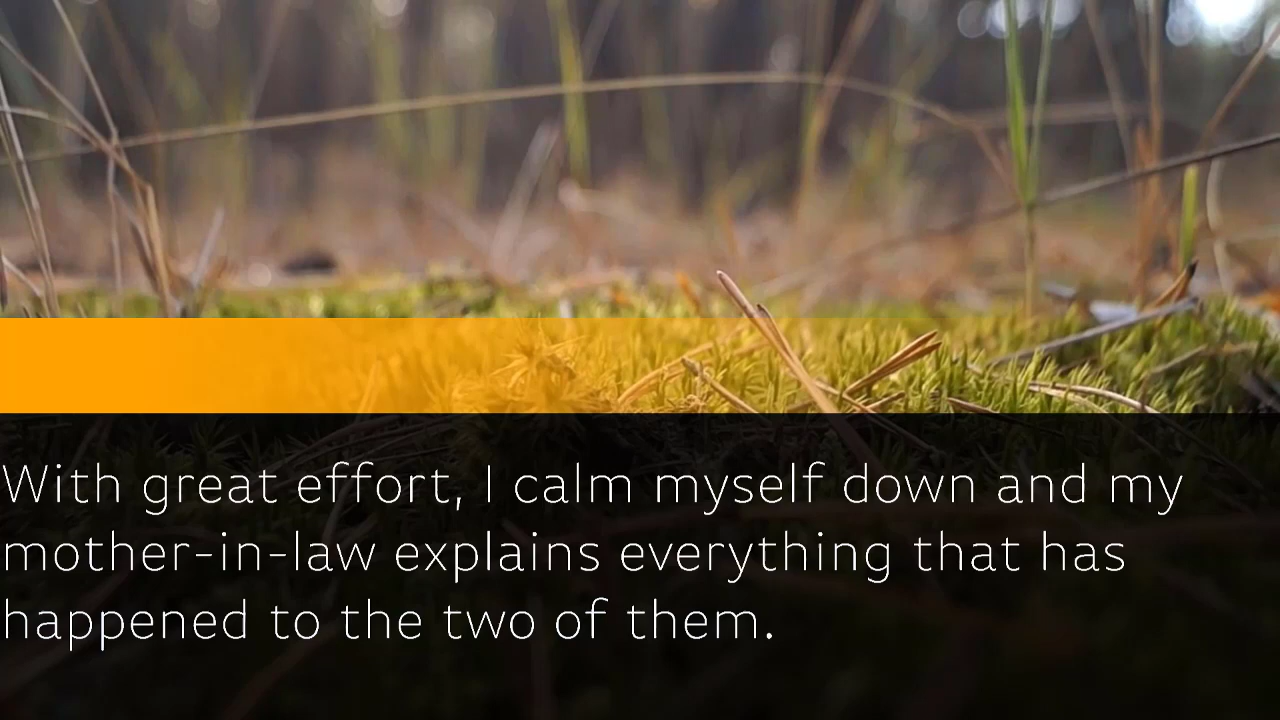 With great effort, I calm myself down and my
mother-in-law explains everything that has
happened to the two of them.